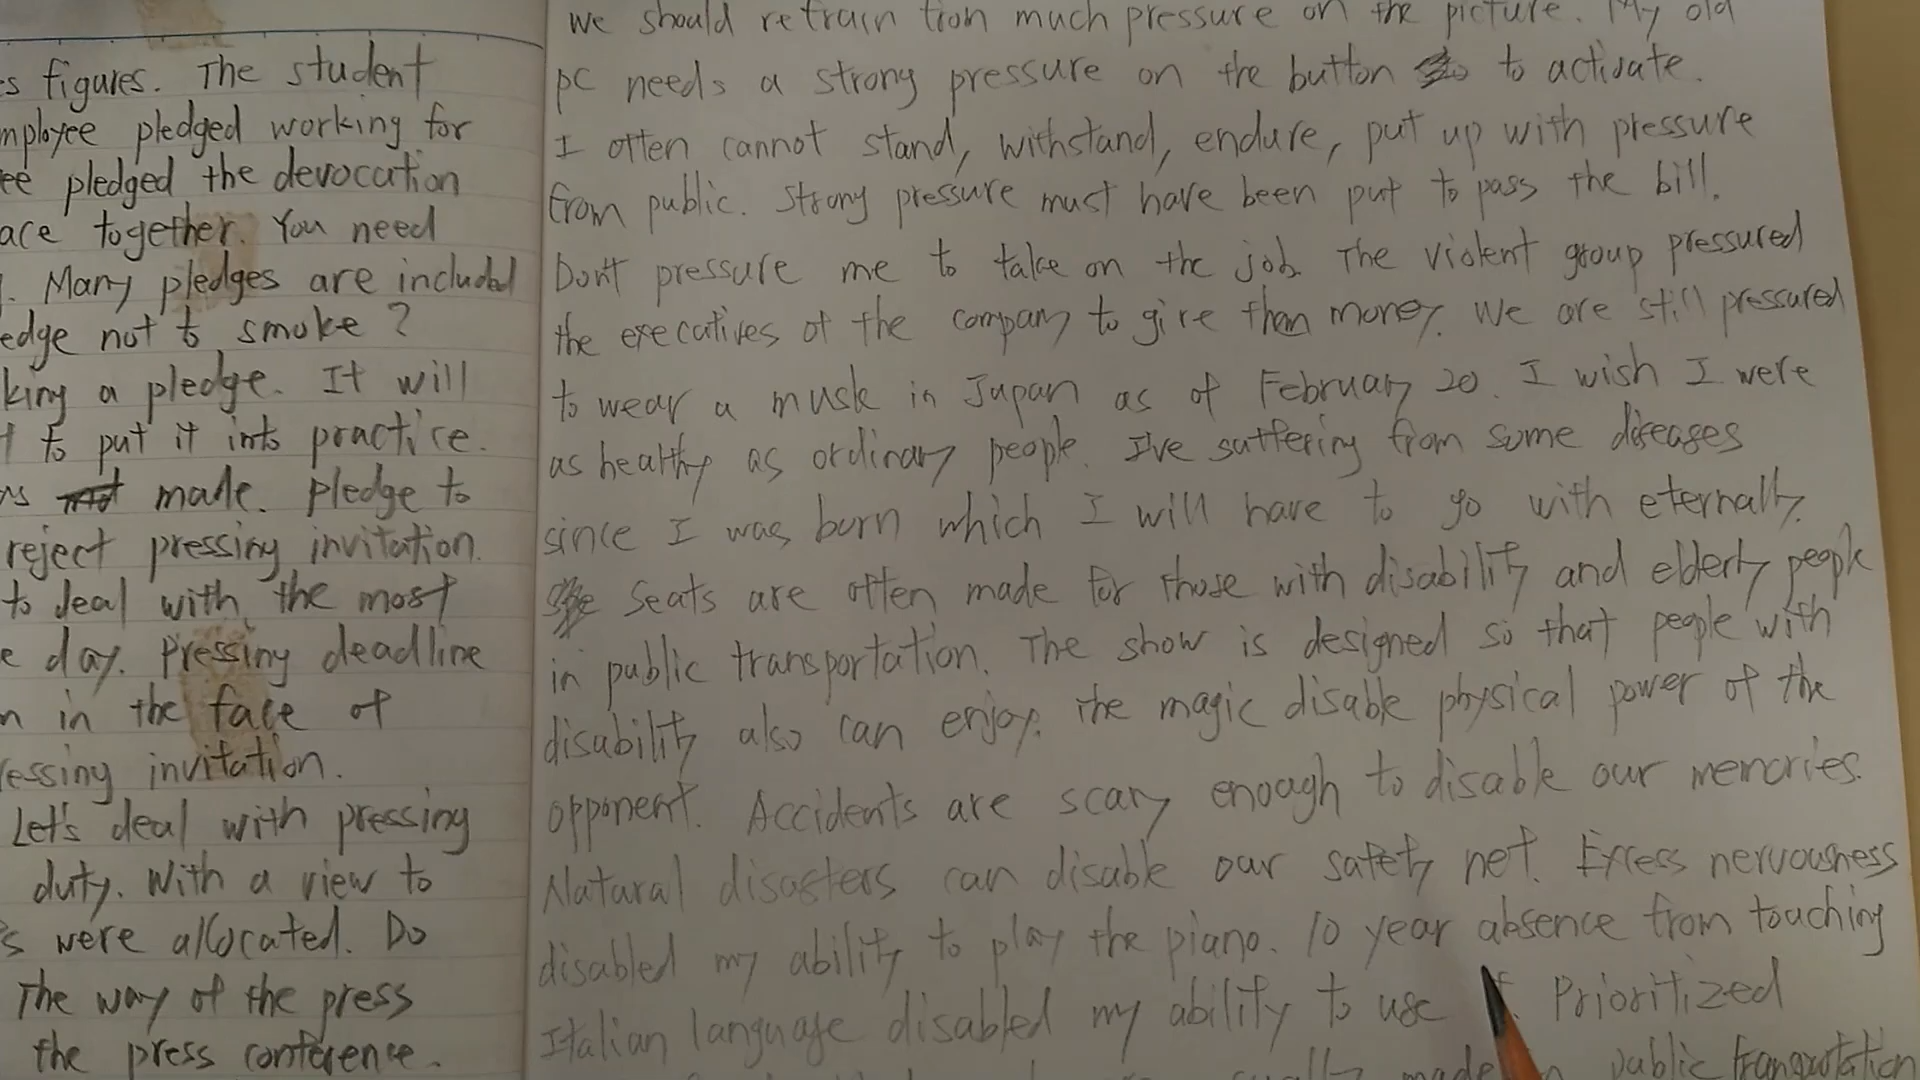 s figures. The student
mployee pledged working for
ee pledged the devocation
ace together. You need
. Many pledges are included
edge not to smoke?
king a pledge. It will
to put it into practice.
made. pledge to
reject pressing invitation.
to deal with the most
e day. Pressing deadline
n in the face of
essing invitation.
Let's deal with pressing
duty. With a view to
s were allocated. Do
The way of the press
the press conference.
we should retrain tion much pressure on the picture. My old
pc needs a strong pressure on the button to activate.
I often cannot stand, withstand, endure, put up with pressure
from public. Strong pressure must have been put to pass the bill.
Don't pressure me to take on the job. The violent group pressured
the executives of the company to give them money. We are still pressured
to wear a musk in Japan as of February 20. I wish I were
as healthy as ordinary people. I've suffering from some diseases
since I was born which I will have to go with eternally.
Seats are often made for those with disability and elderly people
in public transportation. The show is designed so that people with
disability also can enjoy. The magic disable physical power of the
opponent. Accidents are scary enough to disable our memories.
Natural disasters can disable our safety net. Excess nervousness
disabled my ability to play the piano. 10 year absence from touching
Italian language disabled my ability to use Prioritized
made public transportation